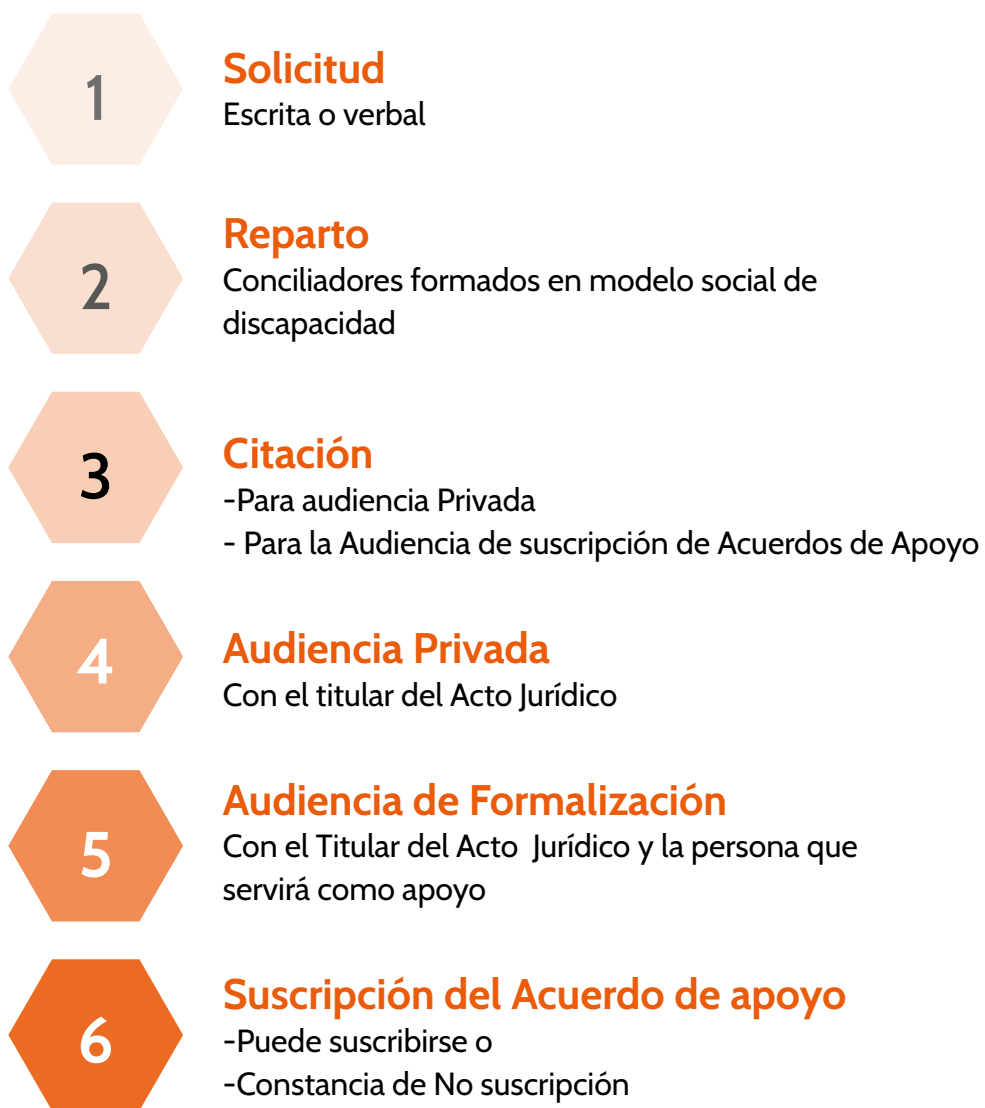 1
Solicitud
Escrita o verbal
2
Reparto
Conciliadores formados en modelo social de
discapacidad
3
Citación
-Para audiencia Privada
- Para la Audiencia de suscripción de Acuerdos de Apoyo
4
Audiencia Privada
Con el titular del Acto Jurídico
5
Audiencia de Formalización
Con el Titular del Acto  Jurídico y la persona que
servirá como apoyo
6
Suscripción del Acuerdo de apoyo
-Puede suscribirse o
-Constancia de No suscripción